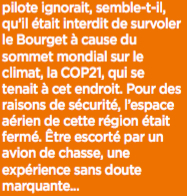 pilote ignorait, semble-t-il,
qu'il était interdit de survoler
le Bourget à cause du
sommet mondial sur le
climat, la COP21, qui se
tenait à cet endroit. Pour des
raisons de sécurité, l'espace
aérien de cette région était
fermé. Être escorté par un
avion de chasse, une
expérience sans doute
marquante...